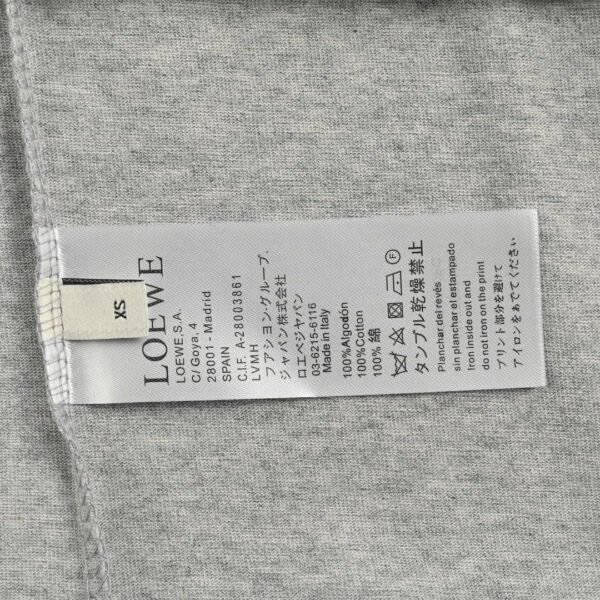 XS
LOEWE
LOEWE,S.A.
C/ Goya, 4
28001 - Madrid
SPAIN
C.I.F. A-28003861
LVMH
ファション・グループ.
ジャパン株式会社
ロエベジャパン
03-6215-6116
Made in Italy
100%Algodón
100%Cotton
100% 綿
タンブル乾燥禁止
Planchar del revés
sin planchar el estampado
Iron inside out and
do not iron on the print
プリント部分を避けて
アイロンをあでてください